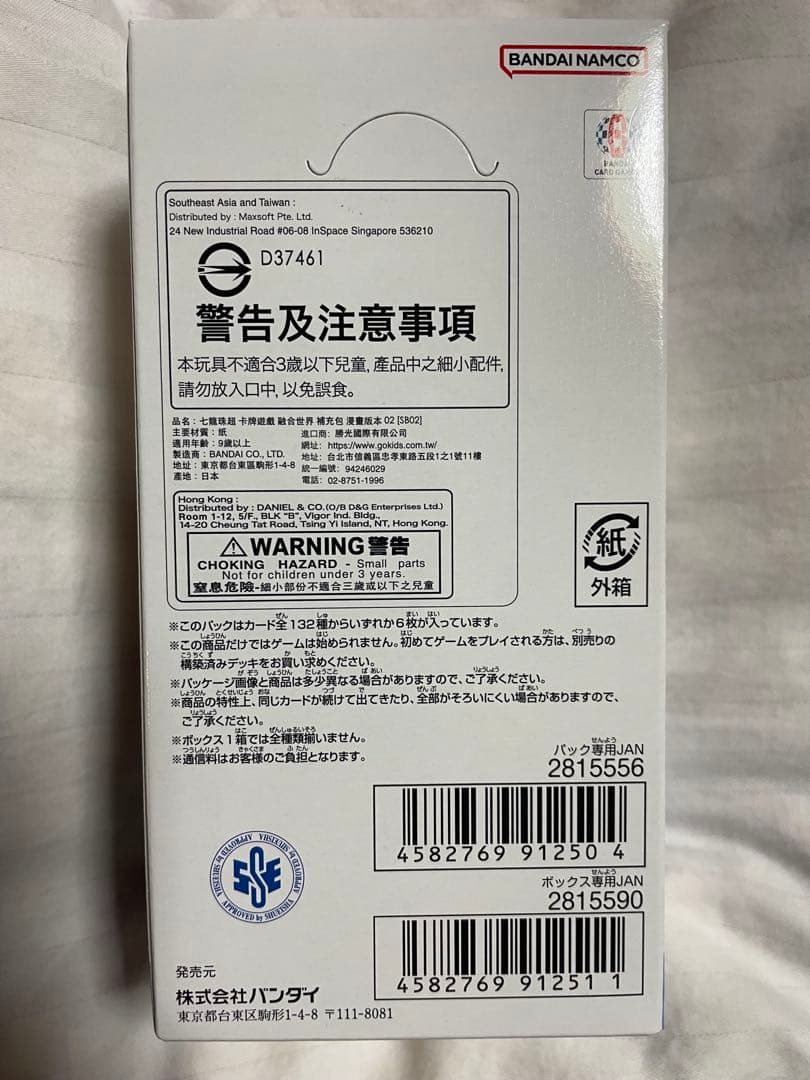 BANDAI NAMCO
BANDAI
CARD GAMES
Southeast Asia and Taiwan :
Distributed by : Maxsoft Pte. Ltd.
24 New Industrial Road #06-08 InSpace Singapore 536210
D37461
警告及注意事項
本玩具不適合3歲以下兒童, 產品中之細小配件,
請勿放入口中, 以免誤食。
品名：七龍珠超 卡牌遊戲 融合世界 補充包 漫畫版本 02 [SB02]
主要材質：紙
適用年齡：9歲以上
製造商：BANDAI CO., LTD.
地址：東京都台東區駒形1-4-8
產地：日本
進口商：勝光國際有限公司
網址：https://www.gokids.com.tw/
地址：台北市信義區忠孝東路五段1之1號11樓
統一編號：94246029
電話：02-8751-1996
Hong Kong :
Distributed by : DANIEL & CO.(O/B D&G Enterprises Ltd.)
Room 1-12, 5/F., BLK "B", Vigor Ind. Bldg.,
14-20 Cheung Tat Road, Tsing Yi Island, NT, Hong Kong.
⚠WARNING 警告
CHOKING HAZARD - Small parts
Not for children under 3 years.
窒息危險-細小部份不適合三歲或以下之兒童
紙
外箱
※このパックはカード全132種からいずれか6枚が入っています。
※この商品だけではゲームは始められません。初めてゲームをプレイされる方は、別売りの
構築済みデッキをお買い求めください。
※パッケージ画像と商品は多少異なる場合がありますので、ご了承ください。
※商品の特性上、同じカードが続けて出てきたり、全部がそろいにくい場合がありますので、
ご了承ください。
※ボックス1箱では全種類揃いません。
※通信料はお客様のご負担となります。
パック専用JAN
2815556
4582769 91250 4
ボックス専用JAN
2815590
4582769 91251 1
APPROVED by SHUEISHA
APPROVED by SHUEISHA
発売元
株式会社バンダイ
東京都台東区駒形1-4-8 〒111-8081